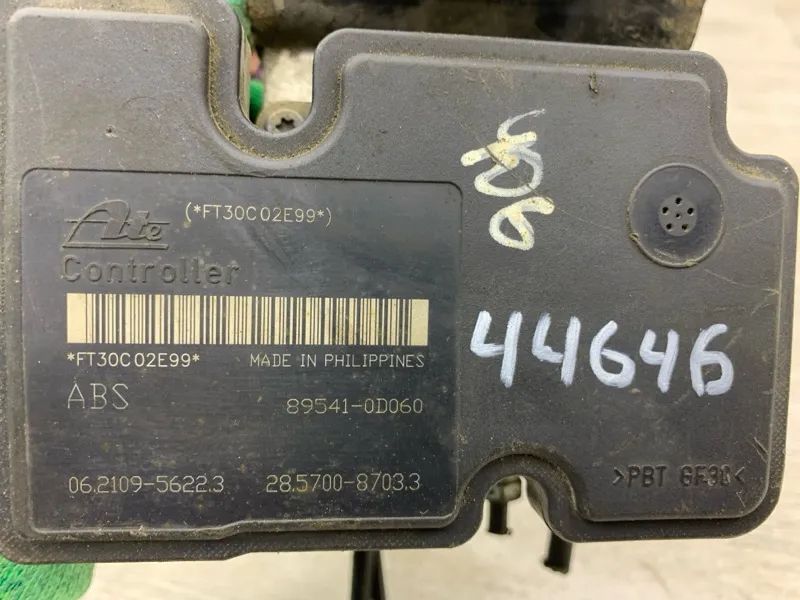 (*FT30C02E99*)
Ate
Controller
*FT30C02E99* MADE IN PHILIPPINES
ABS
89541-0D060
06.2109-5622.3 28.5700-8703.3
44646
>PBT GF30<